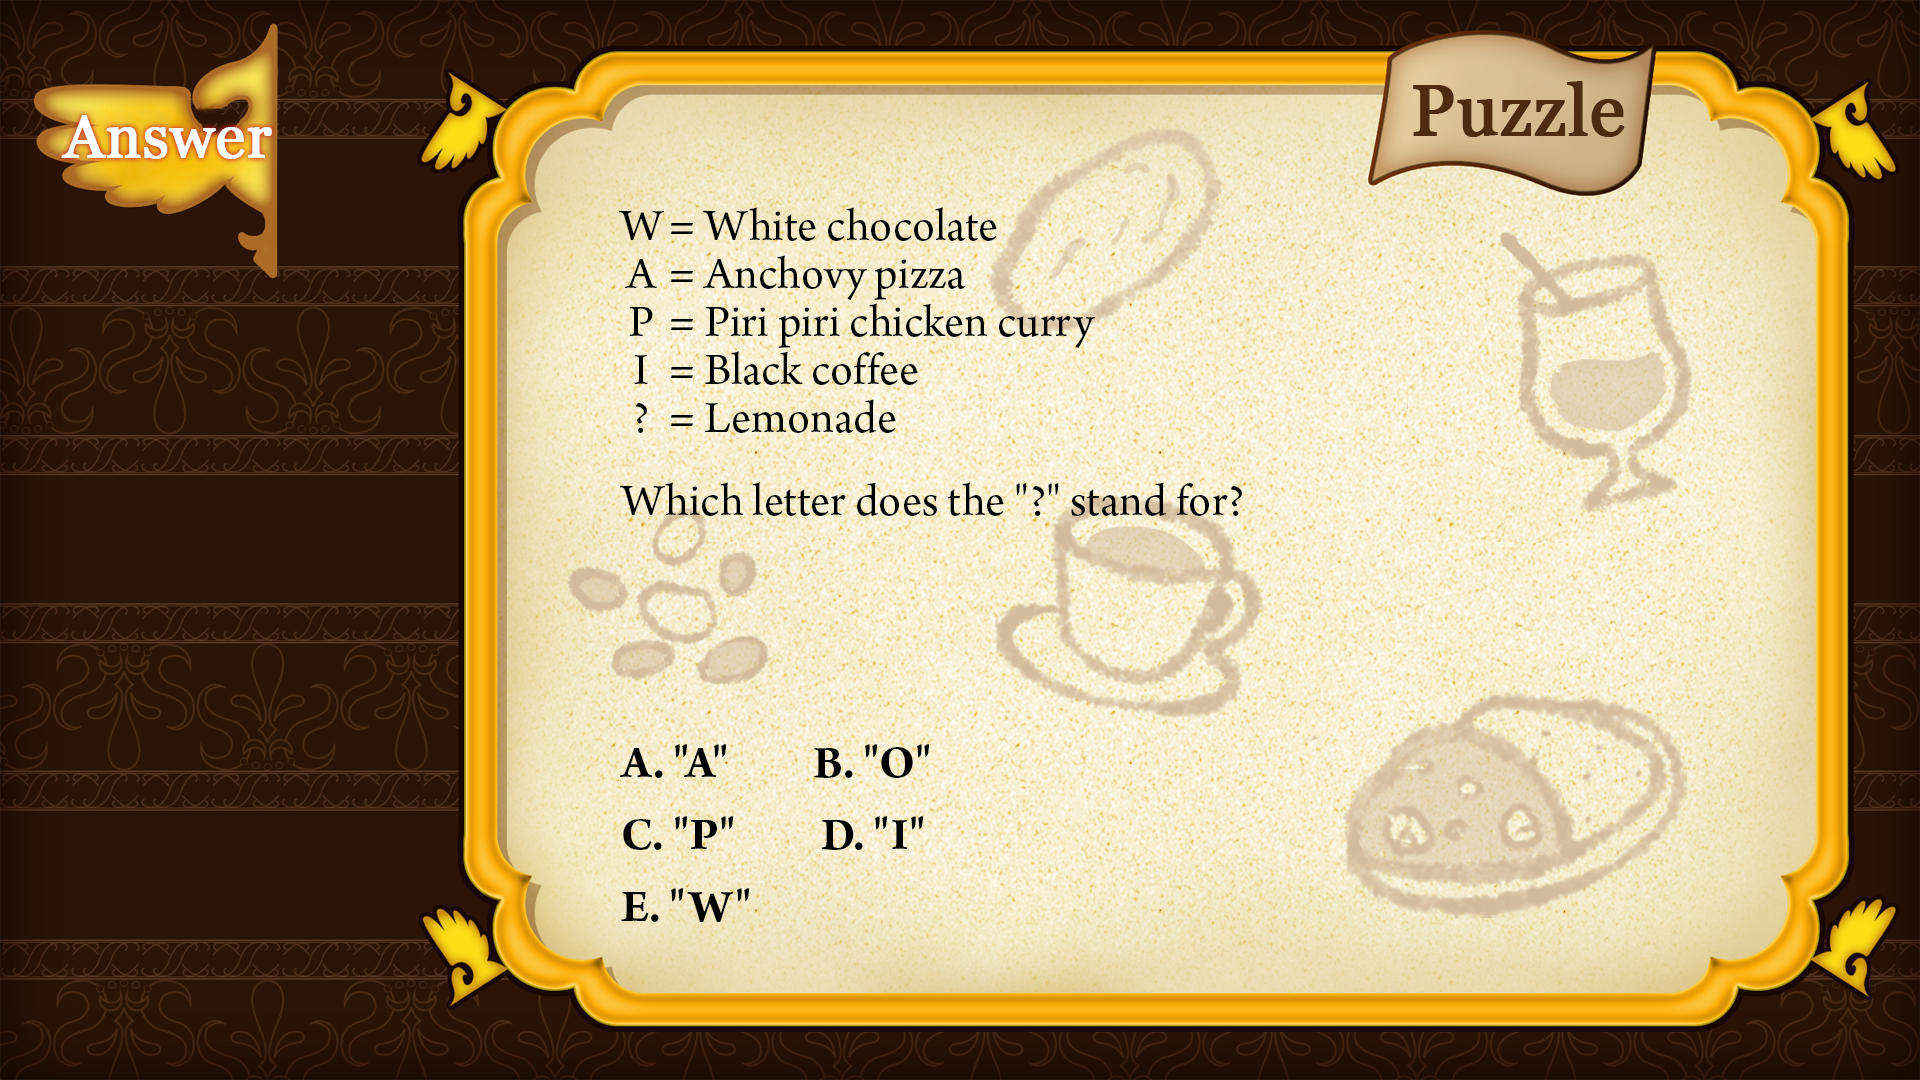 Answer
Puzzle
W = White chocolate
A = Anchovy pizza
P = Piri piri chicken curry
I = Black coffee
? = Lemonade
Which letter does the "?" stand for?
A. "A" B. "O"
C. "P" D. "I"
E. "W"